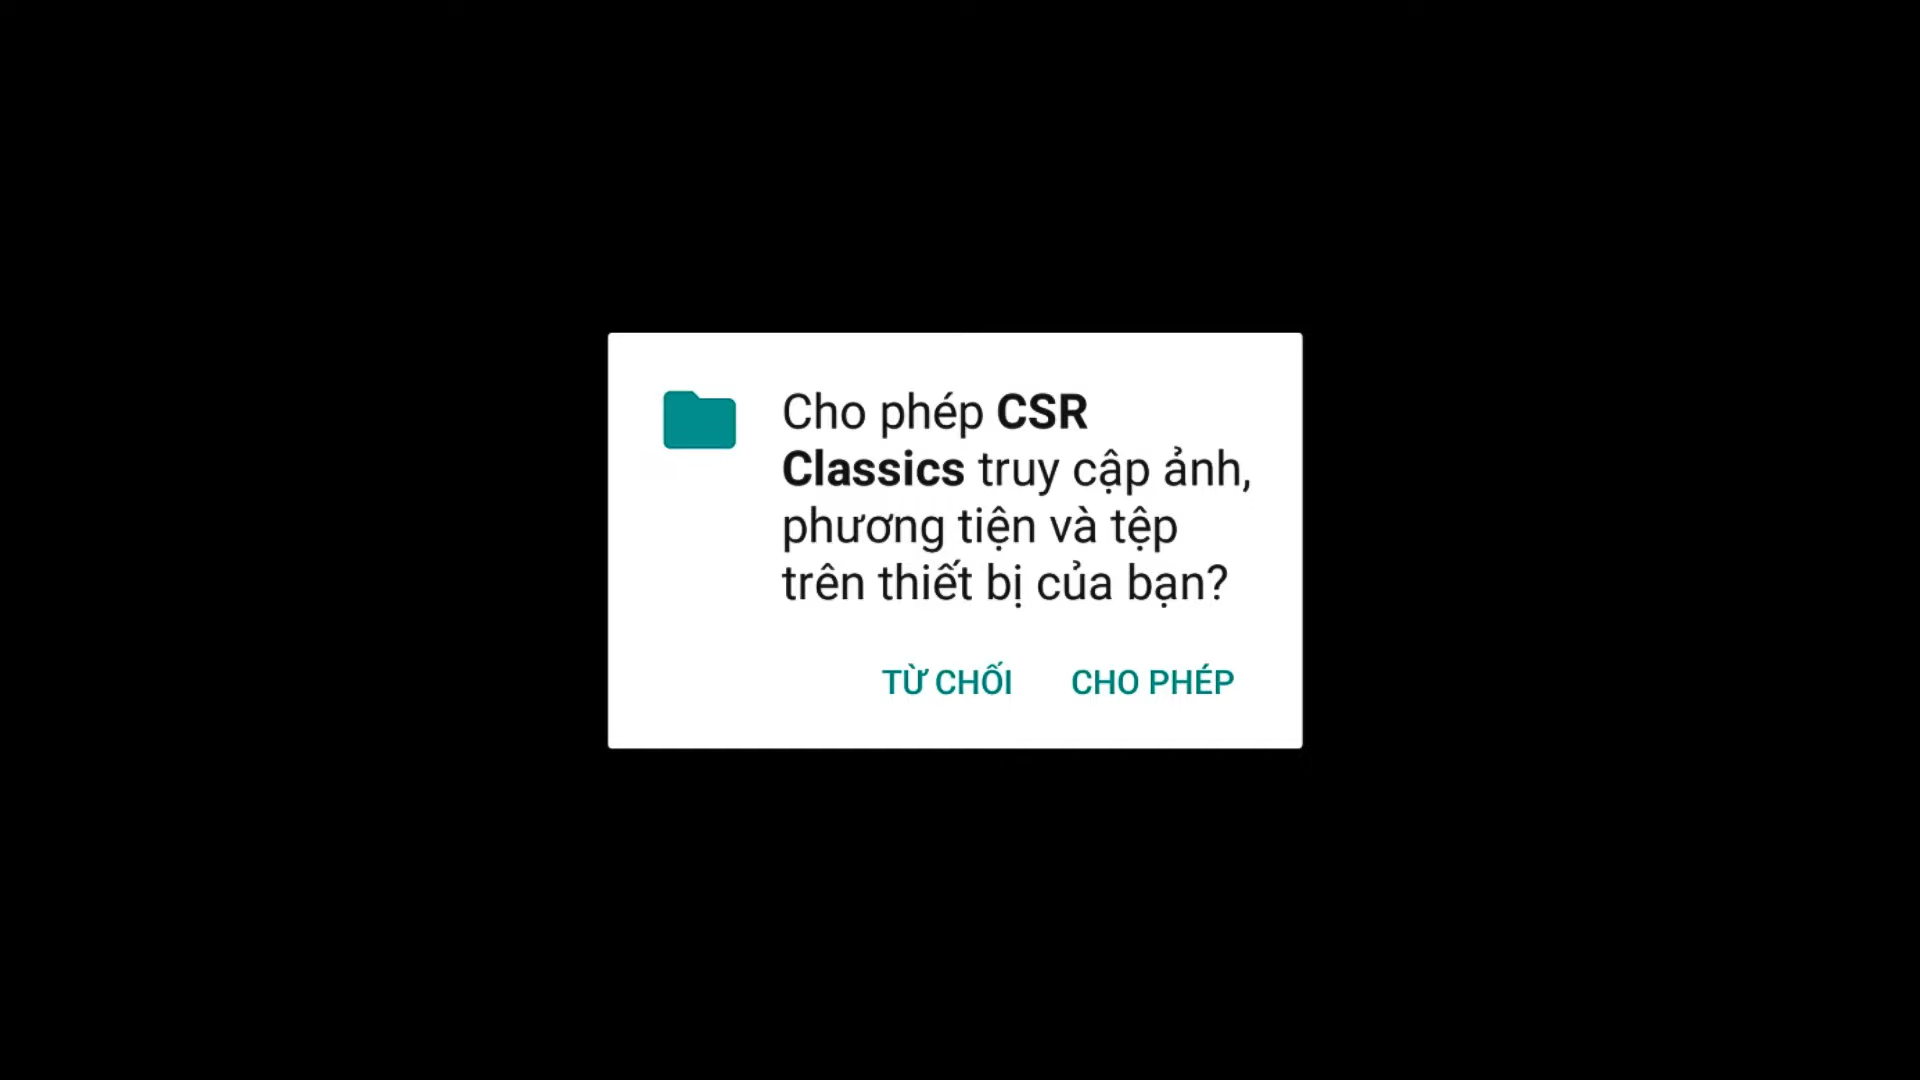 Cho phép CSR
Classics truy cập ảnh,
phương tiện và tệp
trên thiết bị của bạn?
TỪ CHỐI CHO PHÉP